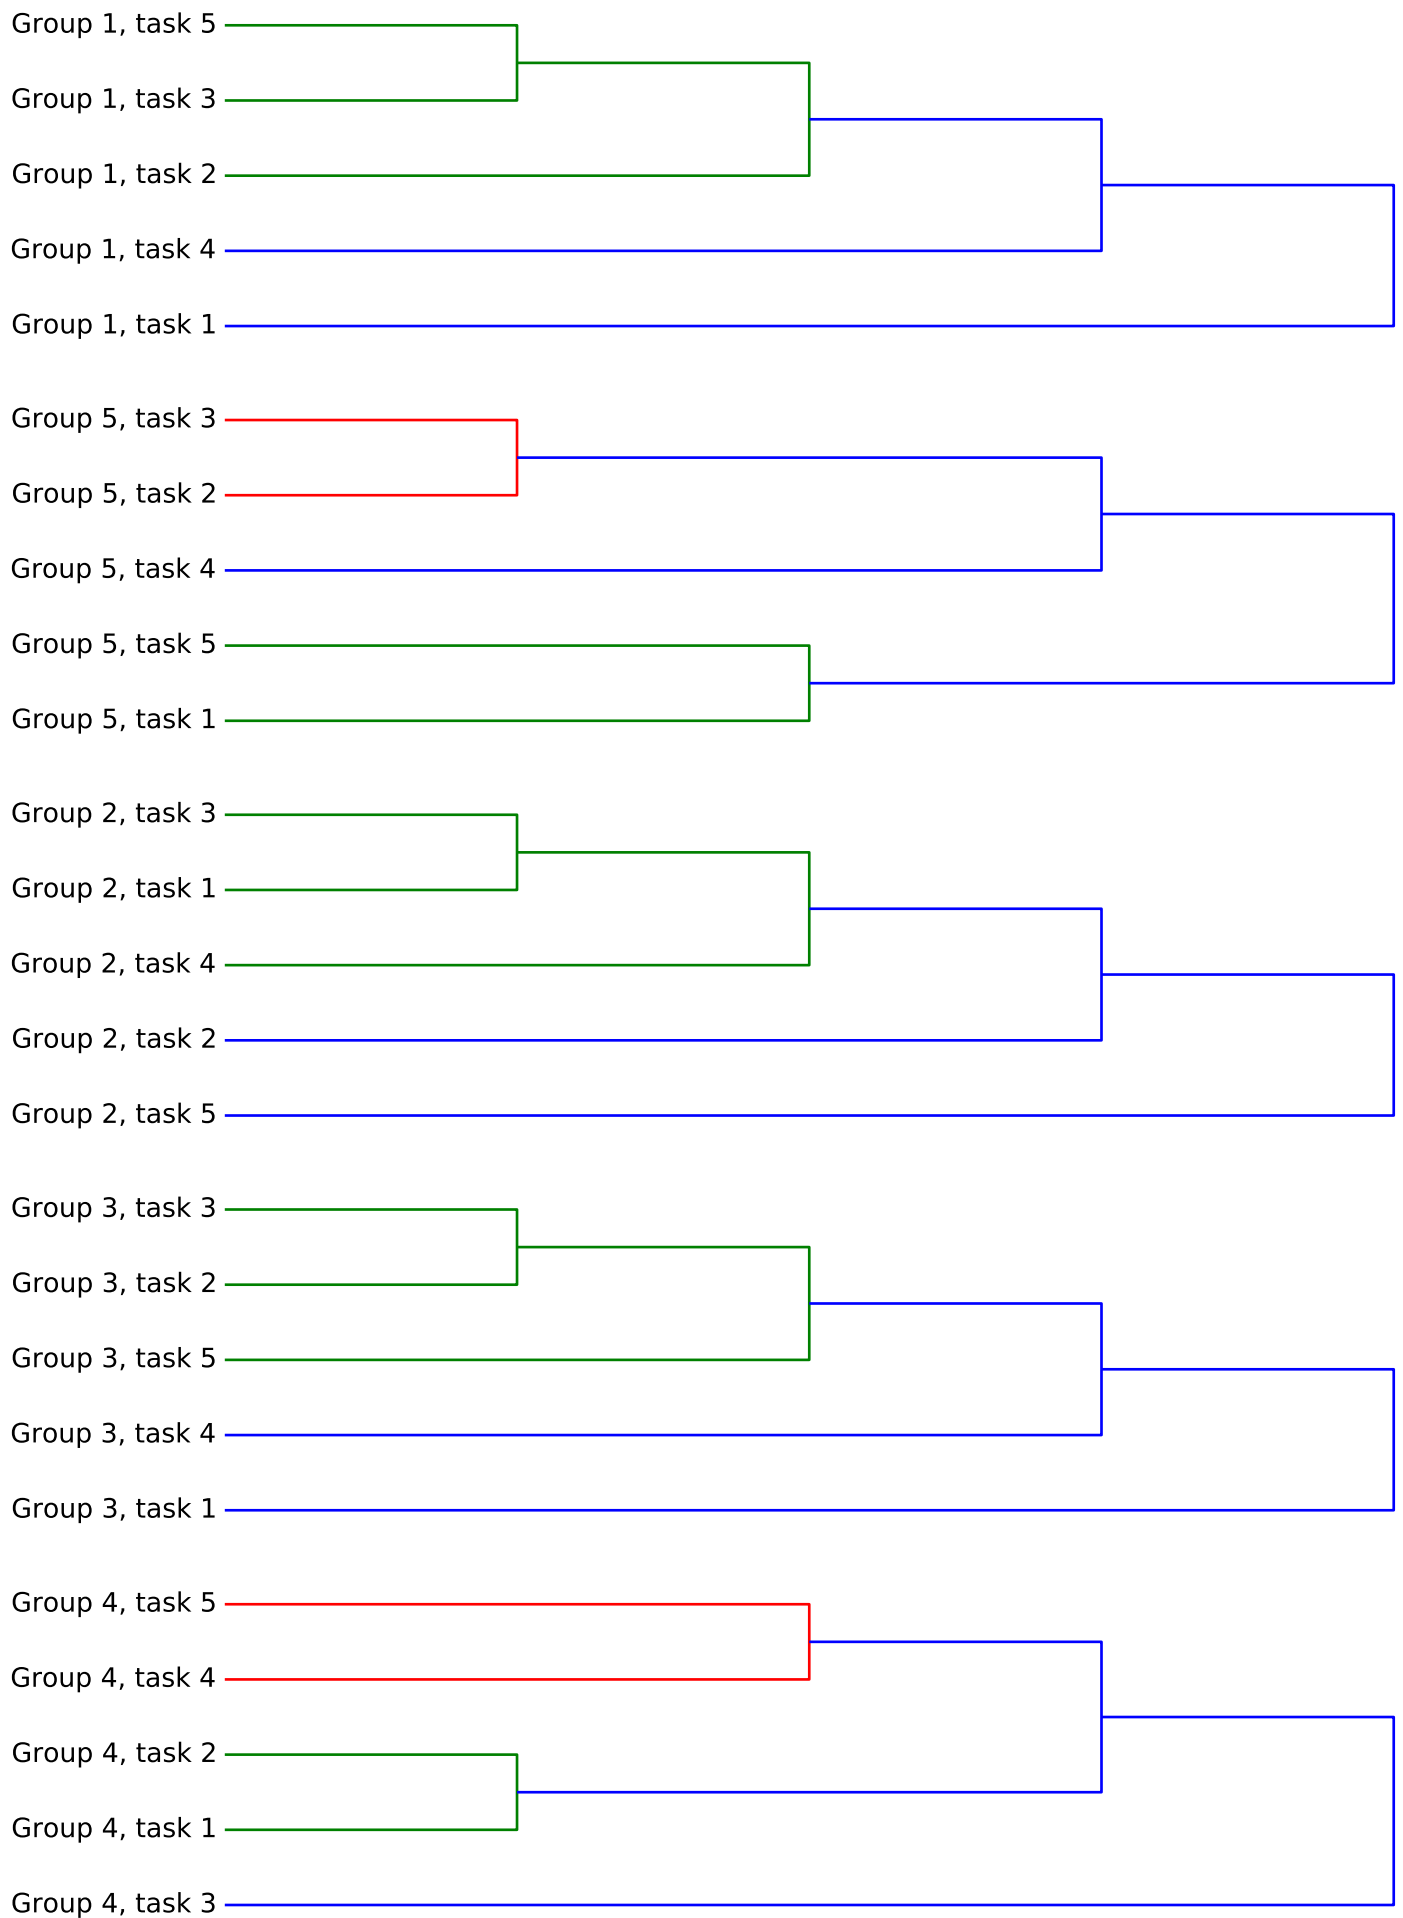 Group 1, task 5
Group 1, task 3
Group 1, task 2
Group 1, task 4
Group 1, task 1
Group 5, task 3
Group 5, task 2
Group 5, task 4
Group 5, task 5
Group 5, task 1
Group 2, task 3
Group 2, task 1
Group 2, task 4
Group 2, task 2
Group 2, task 5
Group 3, task 3
Group 3, task 2
Group 3, task 5
Group 3, task 4
Group 3, task 1
Group 4, task 5
Group 4, task 4
Group 4, task 2
Group 4, task 1
Group 4, task 3